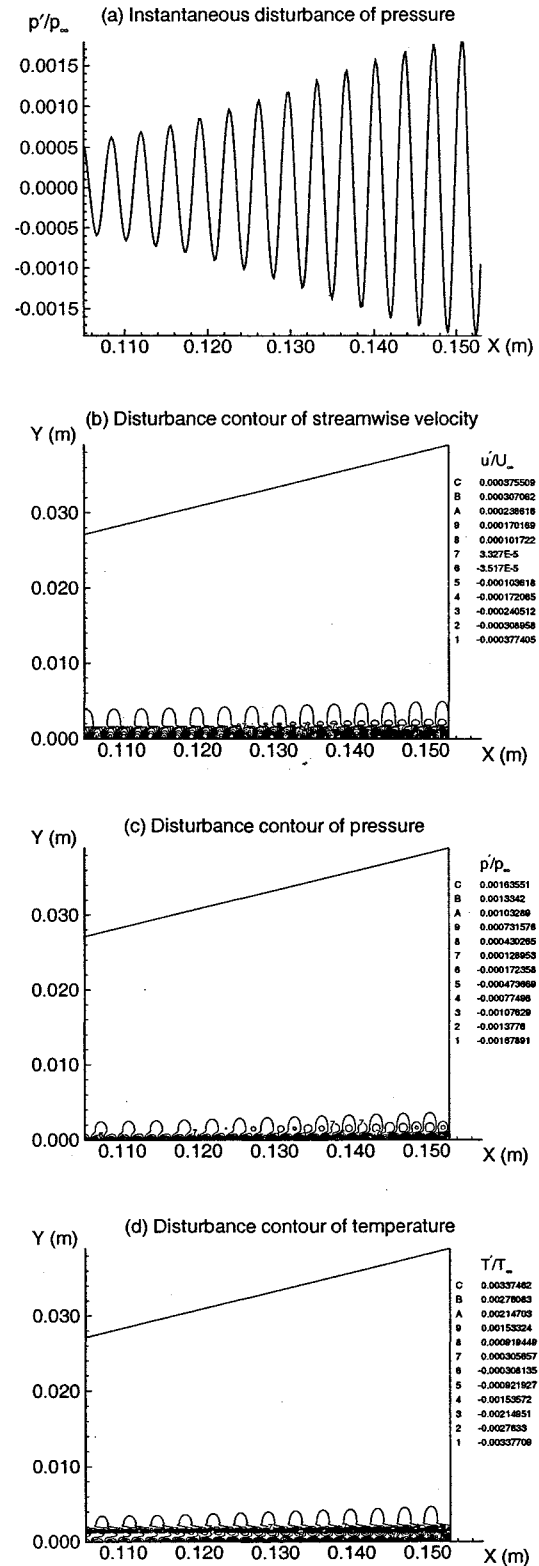 (a) Instantaneous disturbance of pressure
p'/p∞
0.0015
0.0010
0.0005
0.0000
-0.0005
-0.0010
-0.0015
0.110 0.120 0.130 0.140 0.150 X (m)
(b) Disturbance contour of streamwise velocity
Y (m)
0.030
0.020
0.010
0.000
0.110 0.120 0.130 0.140 0.150 X (m)
u'/U∞
C 0.000375509
B 0.000307062
A 0.000238616
9 0.000170169
8 0.000101722
7 3.327E-5
6 -3.517E-5
5 -0.000103618
4 -0.000172065
3 -0.000240512
2 -0.000308958
1 -0.000377405
(c) Disturbance contour of pressure
Y (m)
0.030
0.020
0.010
0.000
0.110 0.120 0.130 0.140 0.150 X (m)
p'/p∞
C 0.00163551
B 0.0013342
A 0.00103289
9 0.000731576
8 0.000430265
7 0.000128953
6 -0.000172358
5 -0.000473669
4 -0.00077498
3 -0.00107629
2 -0.0013776
1 -0.00167891
(d) Disturbance contour of temperature
Y (m)
0.030
0.020
0.010
0.000
0.110 0.120 0.130 0.140 0.150 X (m)
T'/T∞
C 0.00337462
B 0.00276083
A 0.00214703
9 0.00153324
8 0.000919449
7 0.000305657
6 -0.000308135
5 -0.000921927
4 -0.00153572
3 -0.00214951
2 -0.0027633
1 -0.00337709